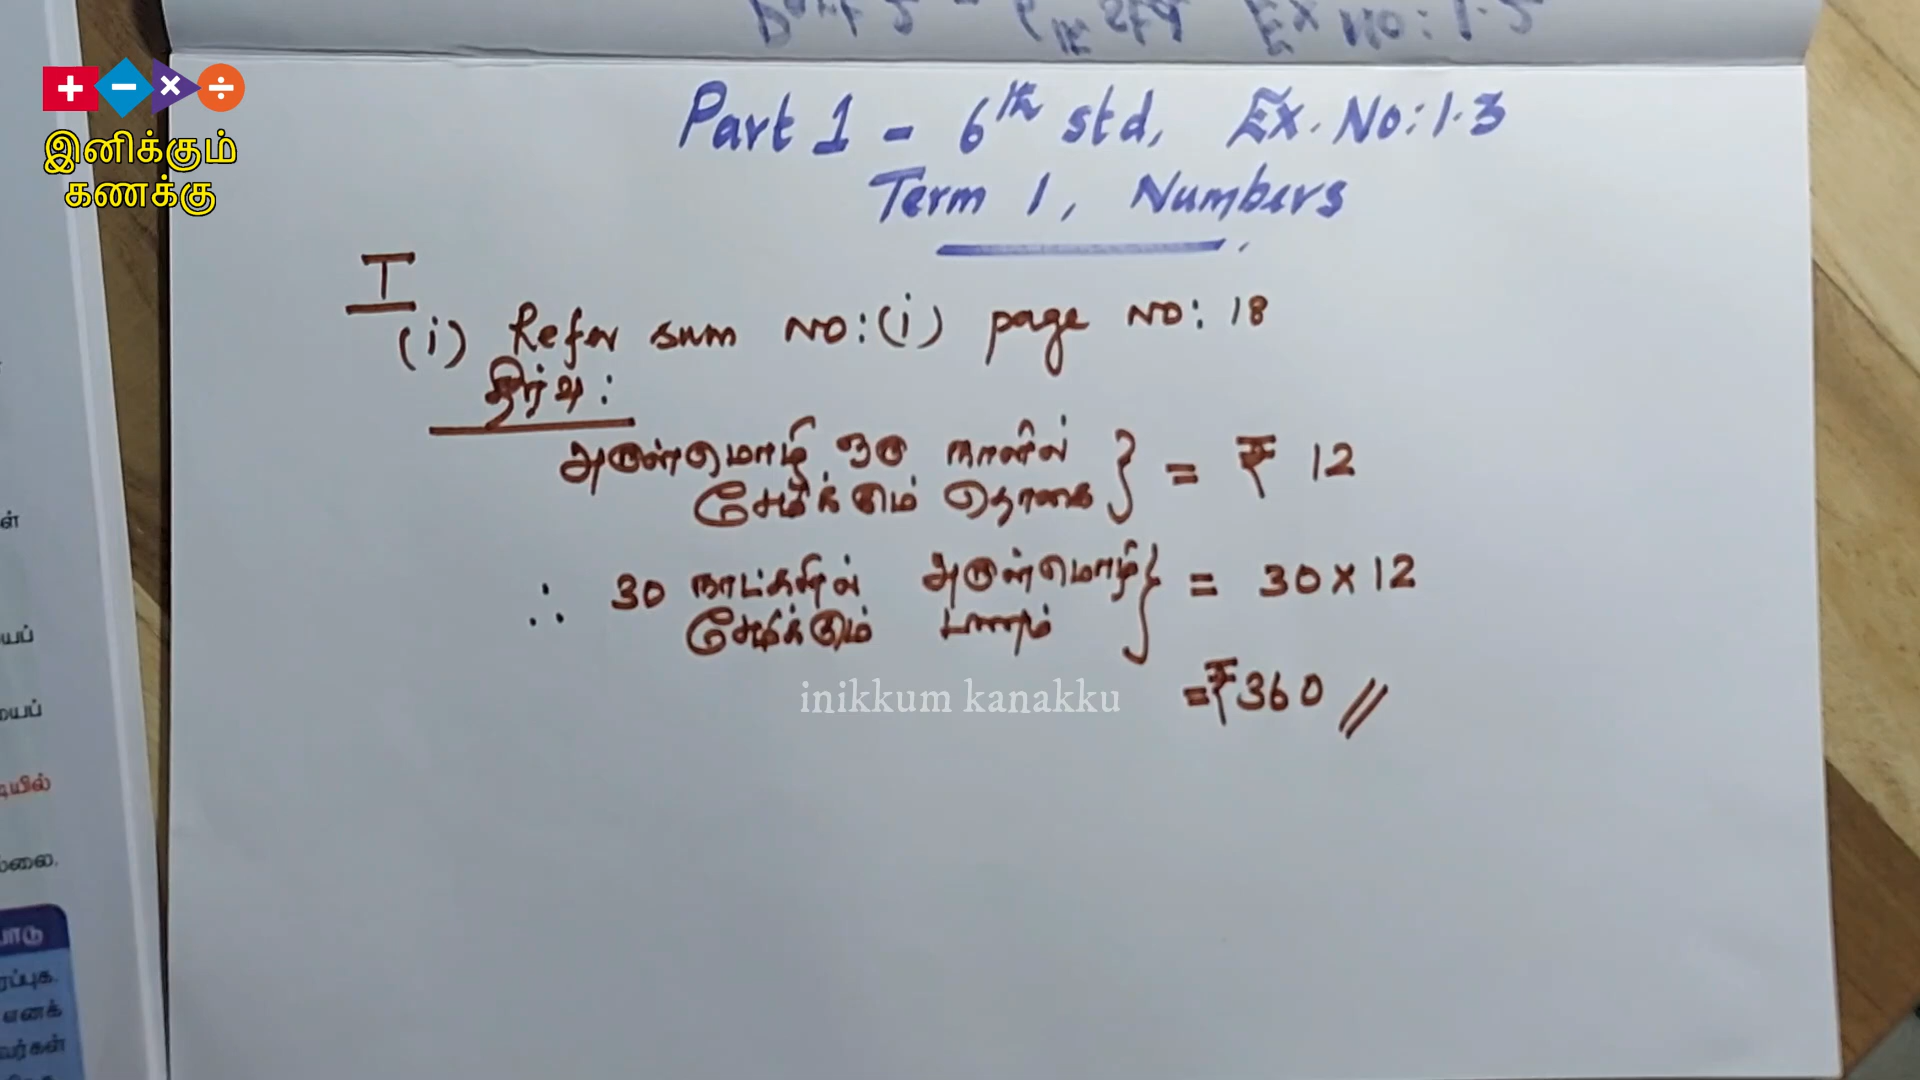 இனிக்கும்
கணக்கு
Part 1 - 6th std, Ex. No: 1.3
Term 1, Numbers
I
(i) Refer sum No:(i) page No: 18
தீர்வு:
அருள்மொழி ஒரு நாளில்
சேமிக்கும் தொகை } = ₹ 12
∴ 30 நாட்களில் அருள்மொழி
சேமிக்கும் பணம் } = 30 x 12
=₹360 //
inikkum kanakku